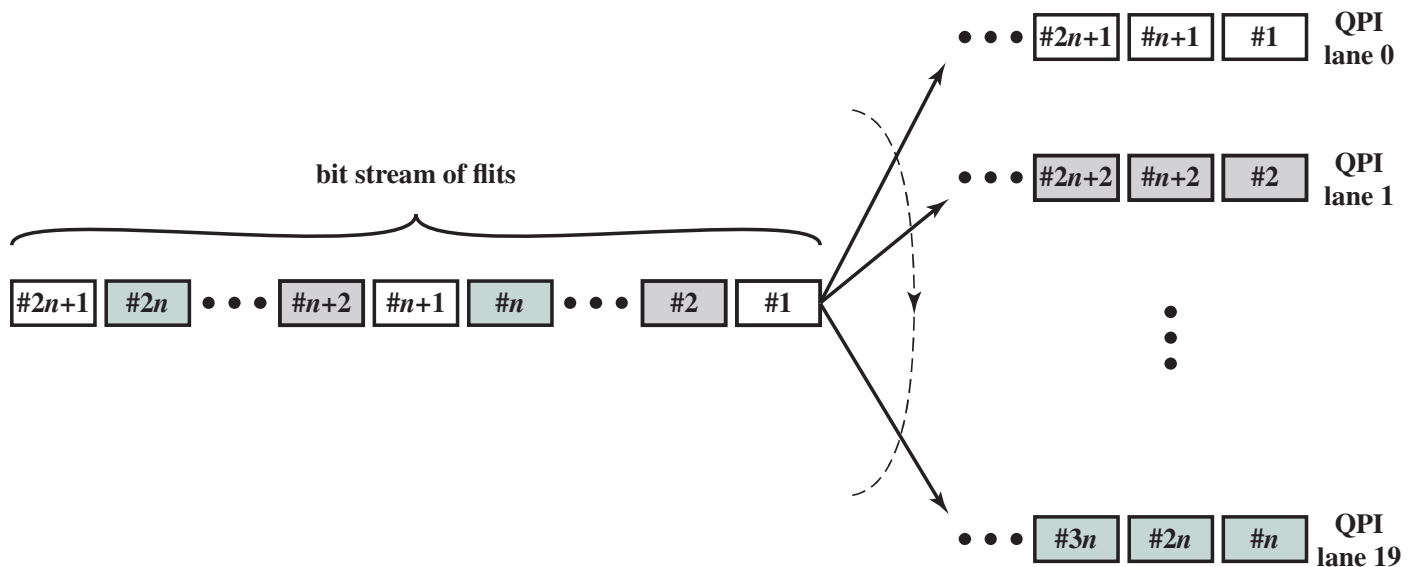 #2n+1 #n+1 #1
QPI
lane 0
bit stream of flits
#2n+2 #n+2 #2
QPI
lane 1
#2n+1 #2n #n+2 #n+1 #n #2 #1
#3n #2n #n
QPI
lane 19